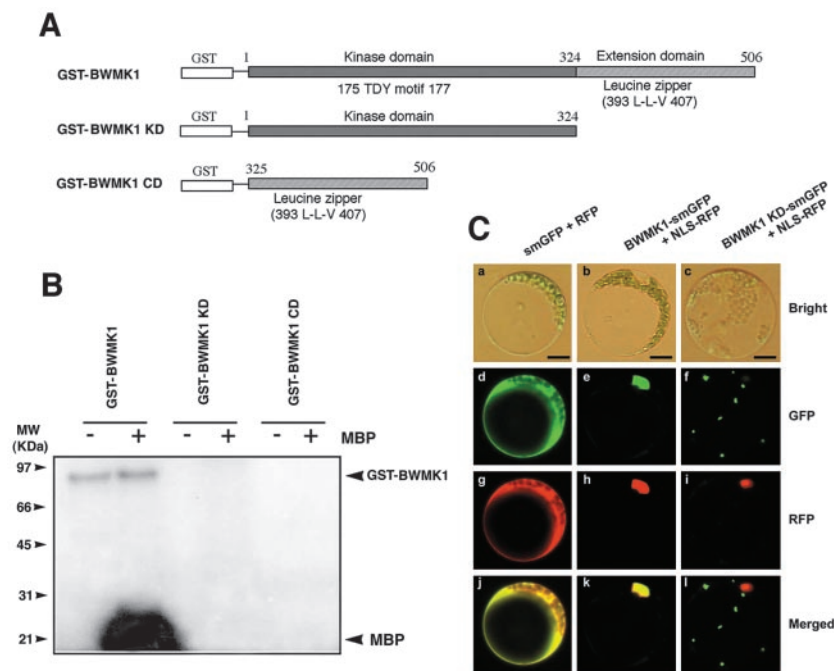 A
GST 1 Kinase domain 324 Extension domain 506
GST-BWMK1
175 TDY motif 177
Leucine zipper
(393 L-L-V 407)
GST 1 Kinase domain 324
GST-BWMK1 KD
GST 325 506
GST-BWMK1 CD
Leucine zipper
(393 L-L-V 407)
B
GST-BWMK1
GST-BWMK1 KD
GST-BWMK1 CD
- + - + - + MBP
MW
(KDa)
97
66
45
31
21
GST-BWMK1
MBP
C
smGFP + RFP
BWMK1-smGFP
+ NLS-RFP
BWMK1 KD-smGFP
+ NLS-RFP
a b c Bright
d e f GFP
g h i RFP
j k l Merged